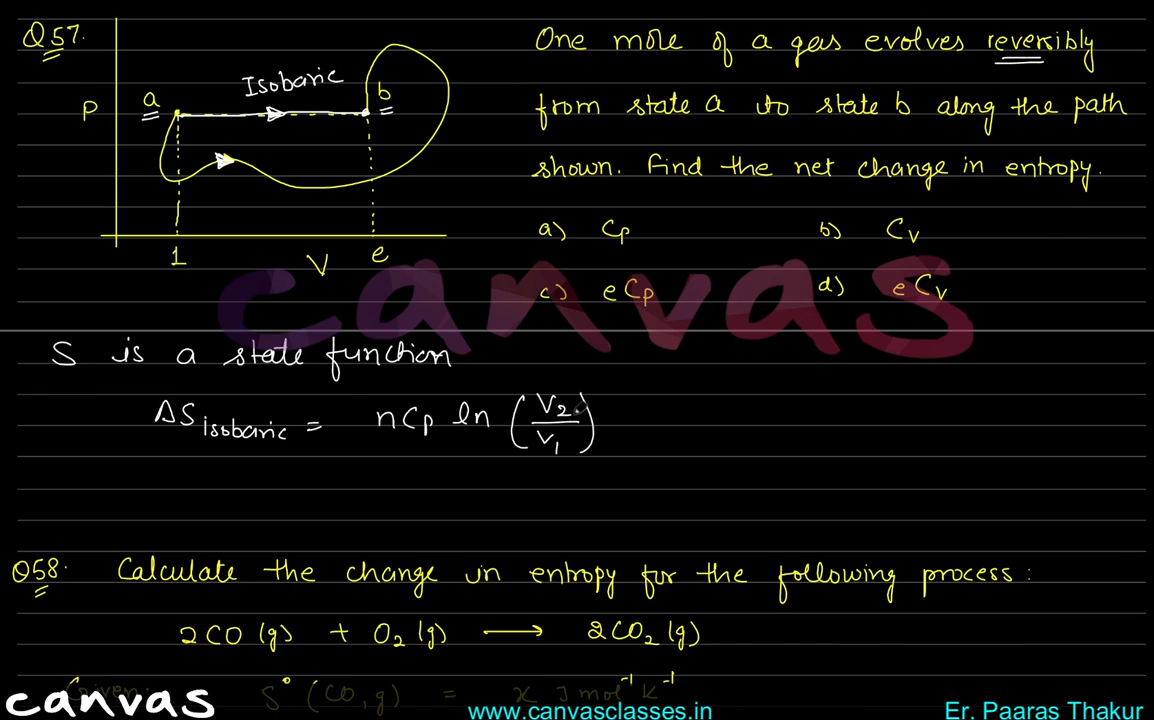 Q57.
One mole of a gas evolves reversibly
from state a to state b along the path
shown. Find the net change in entropy.
a) Cp b) Cv
c) eCp d) eCv
P
a
Isobaric
b
1
V
e
canvas
S is a state function
ΔS isobaric = nCp ln (V2/V1)
Q58.
Calculate the change in entropy for the following process:
2CO(g) + O2(g) ⟶ 2CO2(g)
Given: S° (CO, g) = x J mol⁻¹ K⁻¹
canvas
www.canvasclasses.in
Er. Paaras Thakur